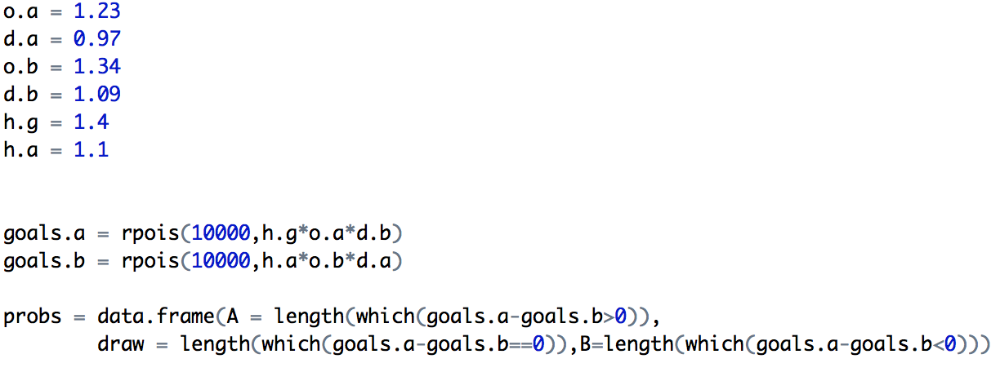 o.a = 1.23
d.a = 0.97
o.b = 1.34
d.b = 1.09
h.g = 1.4
h.a = 1.1
goals.a = rpois(10000,h.g*o.a*d.b)
goals.b = rpois(10000,h.a*o.b*d.a)
probs = data.frame(A = length(which(goals.a-goals.b>0)),
draw = length(which(goals.a-goals.b==0)),B=length(which(goals.a-goals.b<0)))